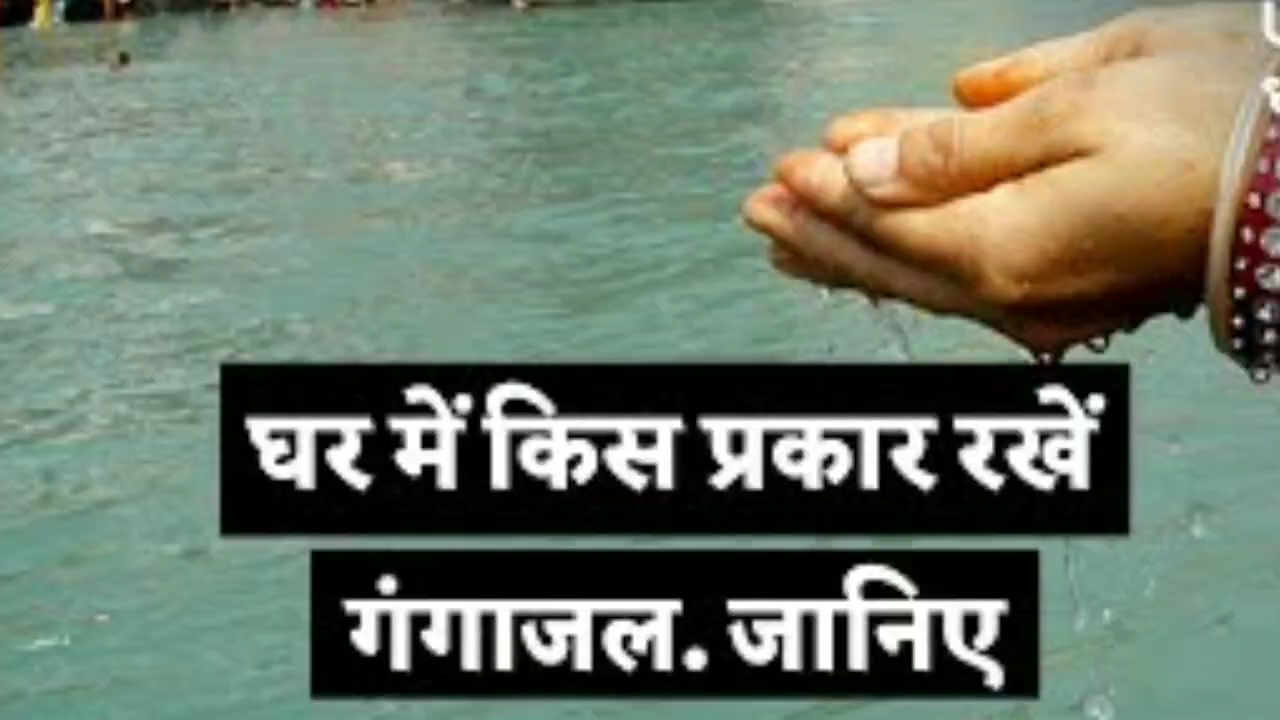 घर में किस प्रकार रखें
गंगाजल. जानिए